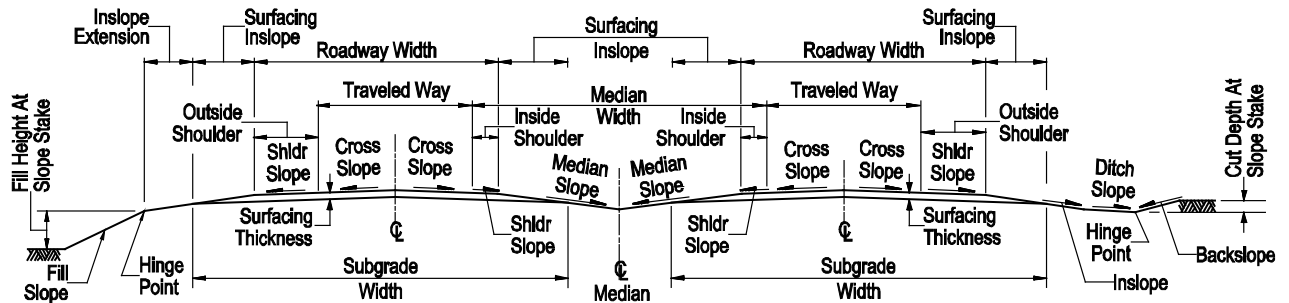 Inslope
Extension
Surfacing
Inslope
Roadway Width
Surfacing
Inslope
Roadway Width
Surfacing
Inslope
Traveled Way
Median
Width
Traveled Way
Outside
Shoulder
Inside
Shoulder
Inside
Shoulder
Outside
Shoulder
Fill Height At
Slope Stake
Shldr
Slope
Cross
Slope
Cross
Slope
Median
Slope
Median
Slope
Cross
Slope
Cross
Slope
Shldr
Slope
Ditch
Slope
Cut Depth At
Slope Stake
Surfacing
Thickness
CL
Shldr
Slope
Shldr
Slope
CL
Surfacing
Thickness
Hinge
Point
Backslope
Fill
Slope
Hinge
Point
Subgrade
Width
CL
Median
Subgrade
Width
Inslope